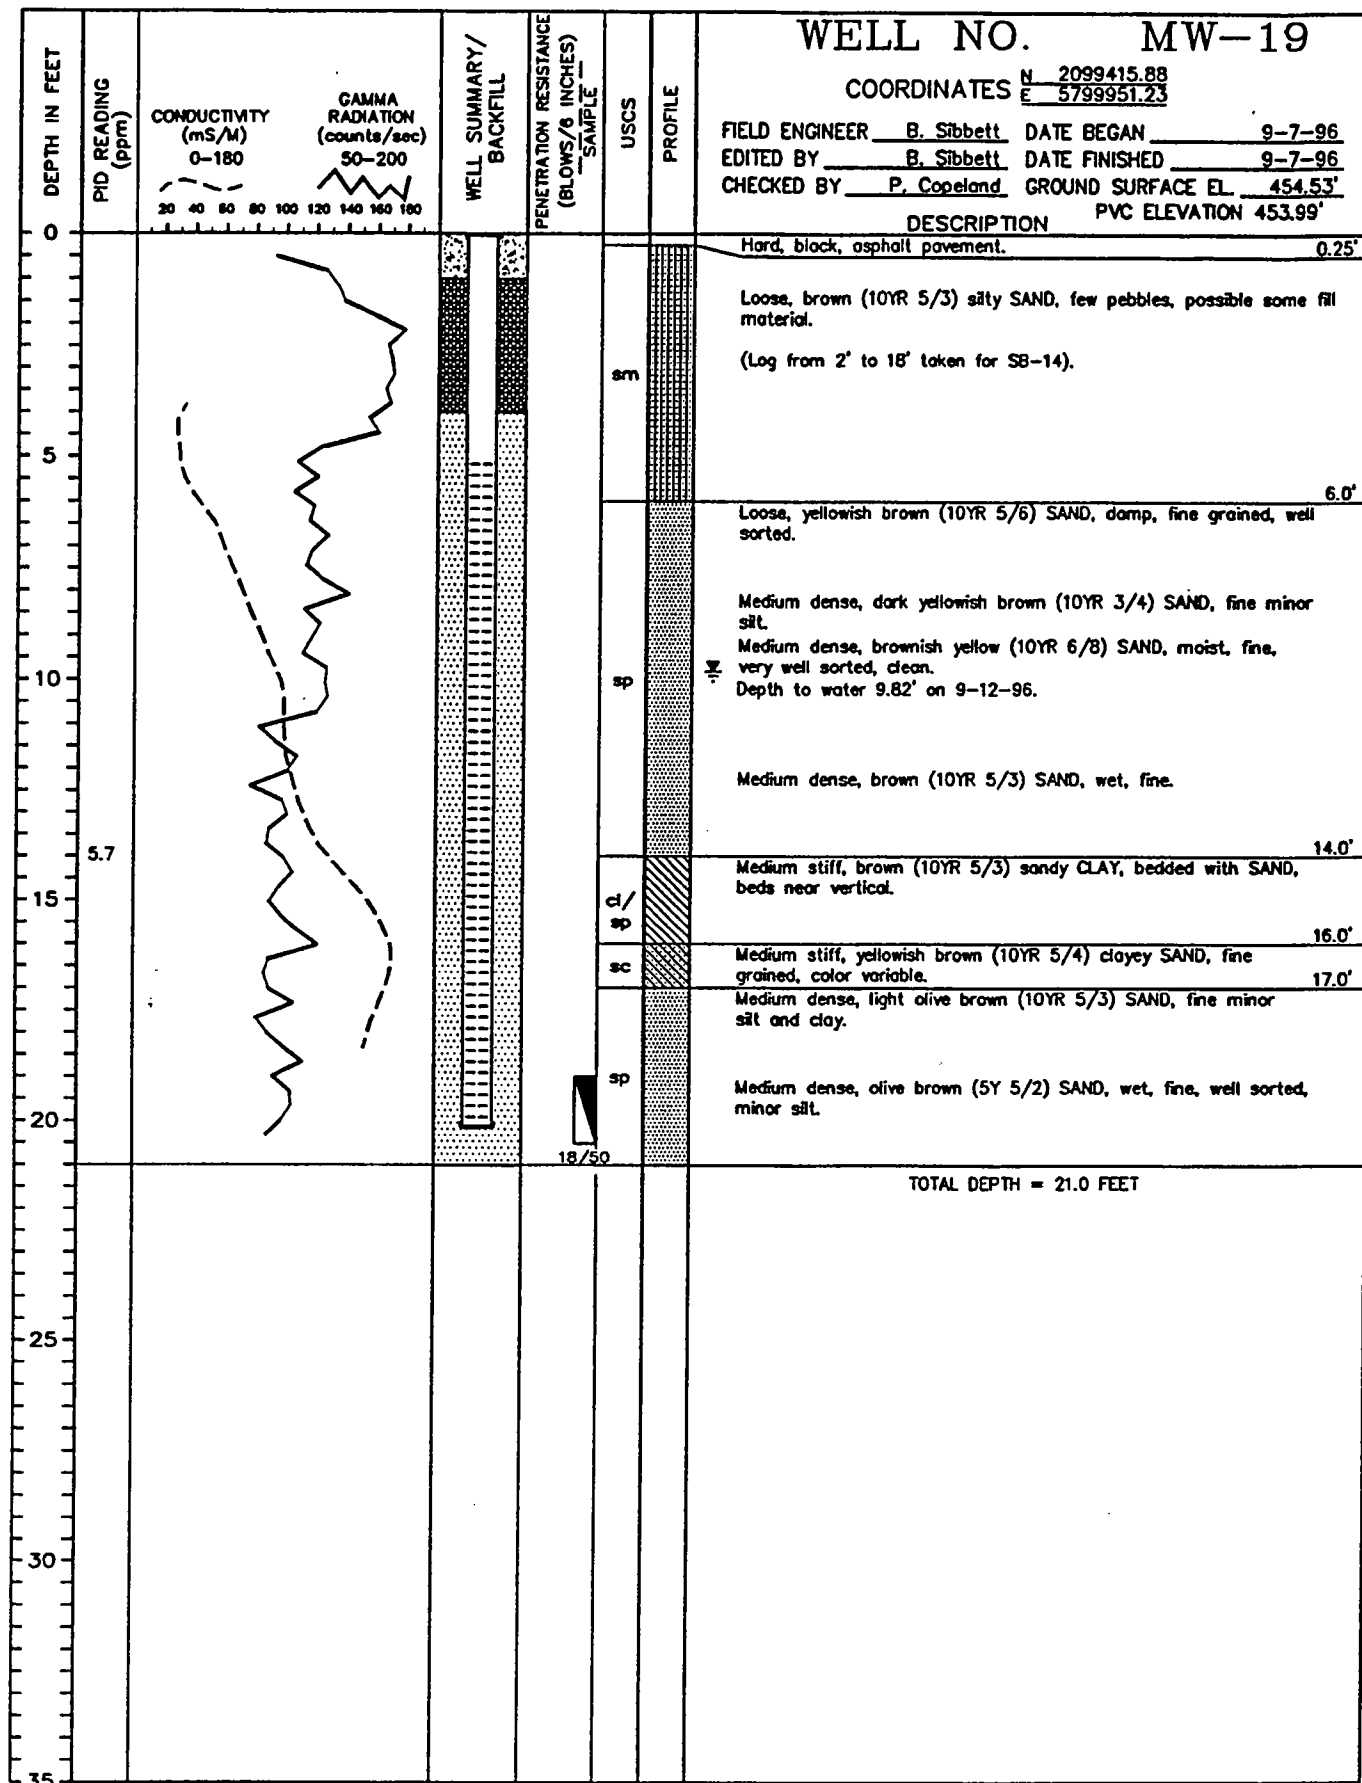 WELL NO. MW-19
COORDINATES N 2099415.88
E 5799951.23
FIELD ENGINEER B. Sibbett DATE BEGAN 9-7-96
EDITED BY B. Sibbett DATE FINISHED 9-7-96
CHECKED BY P. Copeland GROUND SURFACE EL. 454.53'
PVC ELEVATION 453.99'
DESCRIPTION
DEPTH IN FEET
PID READING
(ppm)
CONDUCTIVITY
(mS/M)
0-180
GAMMA
RADIATION
(counts/sec)
50-200
20 40 60 80 100 120 140 160 180
WELL SUMMARY/
BACKFILL
PENETRATION RESISTANCE
(BLOWS/6 INCHES)
SAMPLE
USCS
PROFILE
0
Hard, black, asphalt pavement. 0.25'
Loose, brown (10YR 5/3) silty SAND, few pebbles, possible some fill
material.
(Log from 2' to 18' taken for SB-14).
sm
5
6.0'
Loose, yellowish brown (10YR 5/6) SAND, damp, fine grained, well
sorted.
Medium dense, dark yellowish brown (10YR 3/4) SAND, fine minor
silt.
Medium dense, brownish yellow (10YR 6/8) SAND, moist, fine,
very well sorted, clean.
10
sp
Depth to water 9.82' on 9-12-96.
Medium dense, brown (10YR 5/3) SAND, wet, fine.
14.0'
5.7
Medium stiff, brown (10YR 5/3) sandy CLAY, bedded with SAND,
beds near vertical.
15
cl/
sp
16.0'
Medium stiff, yellowish brown (10YR 5/4) clayey SAND, fine
grained, color variable.
sc
17.0'
Medium dense, light olive brown (10YR 5/3) SAND, fine minor
silt and clay.
sp
Medium dense, olive brown (5Y 5/2) SAND, wet, fine, well sorted,
minor silt.
20
18/50
TOTAL DEPTH = 21.0 FEET
25
30
35